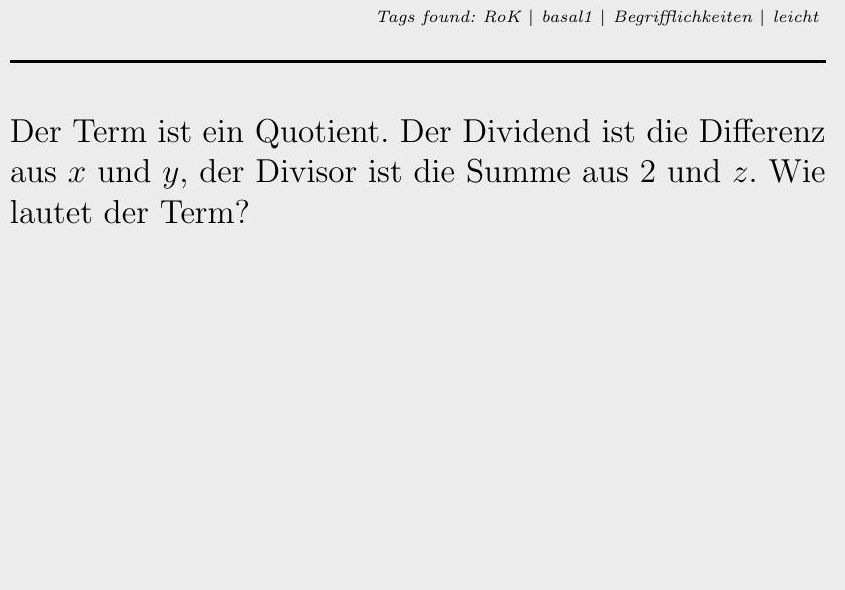 Tags found: RoK | basal1 | Begrifflichkeiten | leicht
Der Term ist ein Quotient. Der Dividend ist die Differenz
aus x und y, der Divisor ist die Summe aus 2 und z. Wie
lautet der Term?